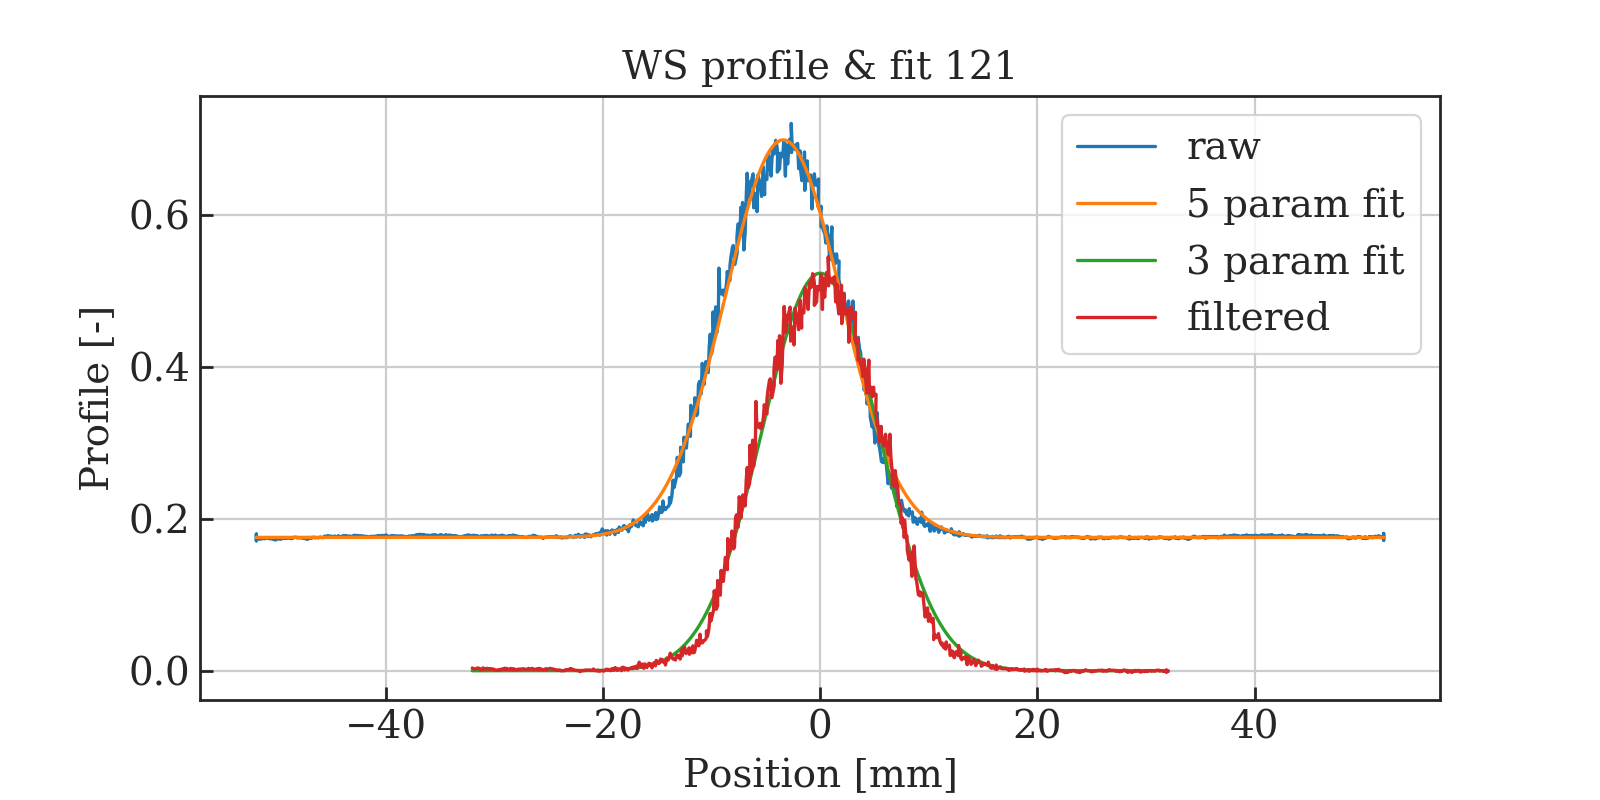 WS profile & fit 121
raw
5 param fit
3 param fit
filtered
Profile [-]
0.6
0.4
0.2
0.0
−40 −20 0 20 40
Position [mm]